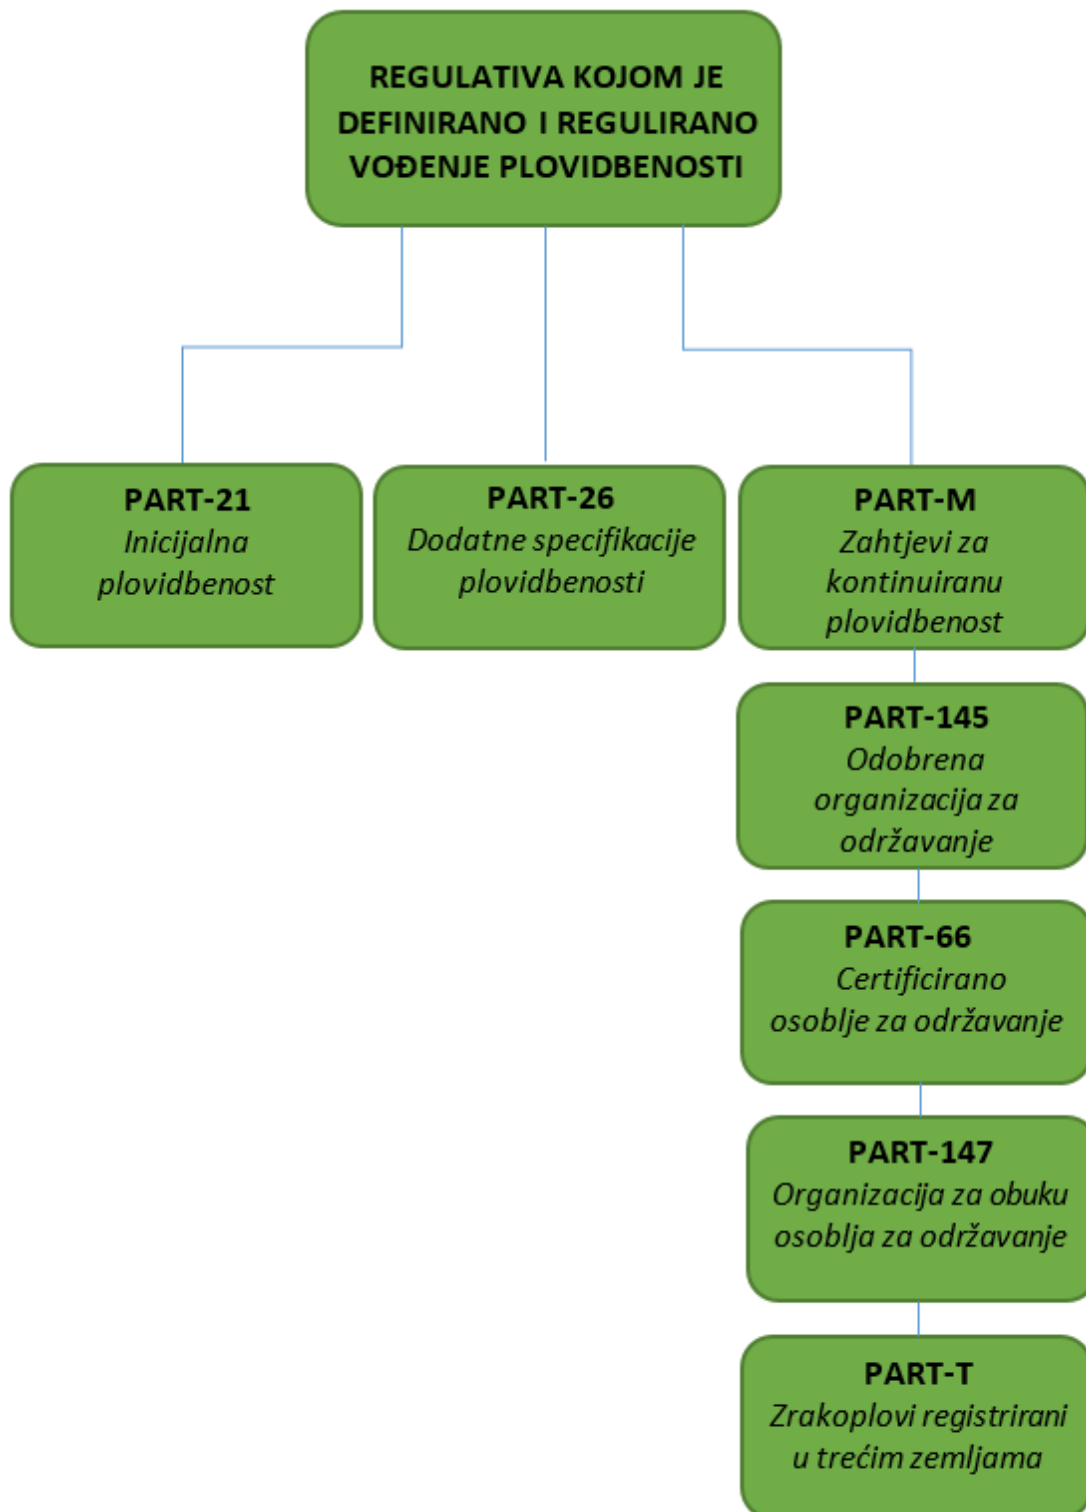 REGULATIVA KOJOM JE
DEFINIRANO I REGULIRANO
VOĐENJE PLOVIDBENOSTI
PART-21
Inicijalna
plovidbenost
PART-26
Dodatne specifikacije
plovidbenosti
PART-M
Zahtjevi za
kontinuiranu
plovidbenost
PART-145
Odobrena
organizacija za
održavanje
PART-66
Certificirano
osoblje za održavanje
PART-147
Organizacija za obuku
osoblja za održavanje
PART-T
Zrakoplovi registrirani
u trećim zemljama